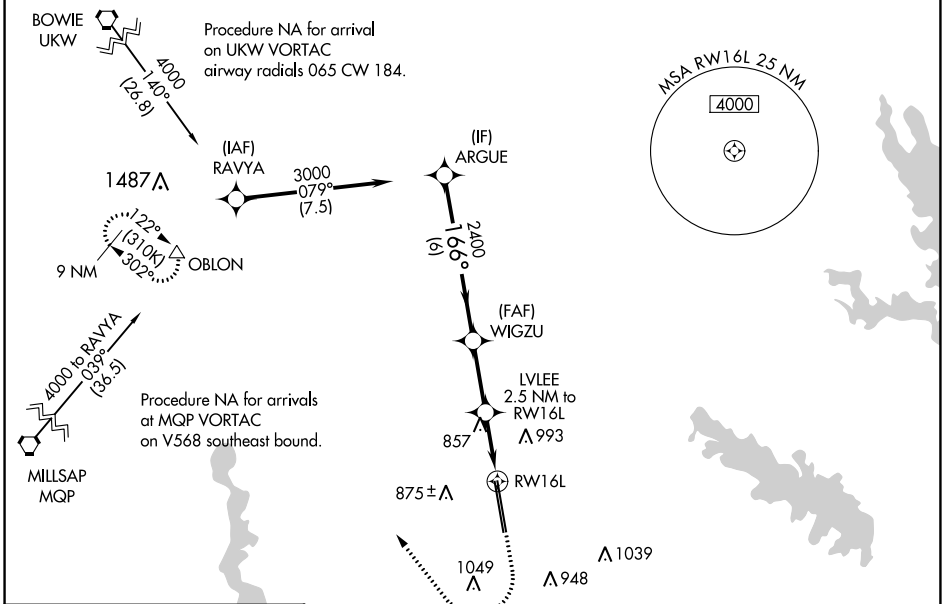 BOWIE
UKW
4000
140°
(26.8)
Procedure NA for arrival
on UKW VORTAC
airway radials 065 CW 184.
MSA RW16L 25 NM
4000
(IAF)
RAVYA
3000
079°
(7.5)
(IF)
ARGUE
1487
122°
(310K)
302°
9 NM
OBLON
2400
166°
(6)
(FAF)
WIGZU
4000 to RAVYA
039°
(36.5)
MILLSAP
MQP
Procedure NA for arrivals
at MQP VORTAC
on V568 southeast bound.
LVLEE
2.5 NM to
RW16L
857
993
875±
RW16L
1049
948
1039